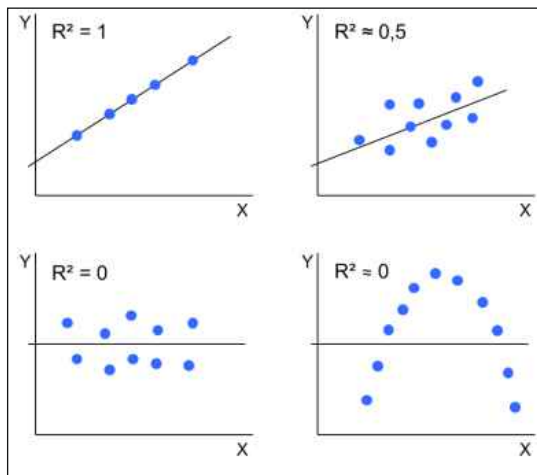 Y
R² = 1
X
Y
R² ≈ 0,5
X
Y
R² = 0
X
Y
R² ≈ 0
X